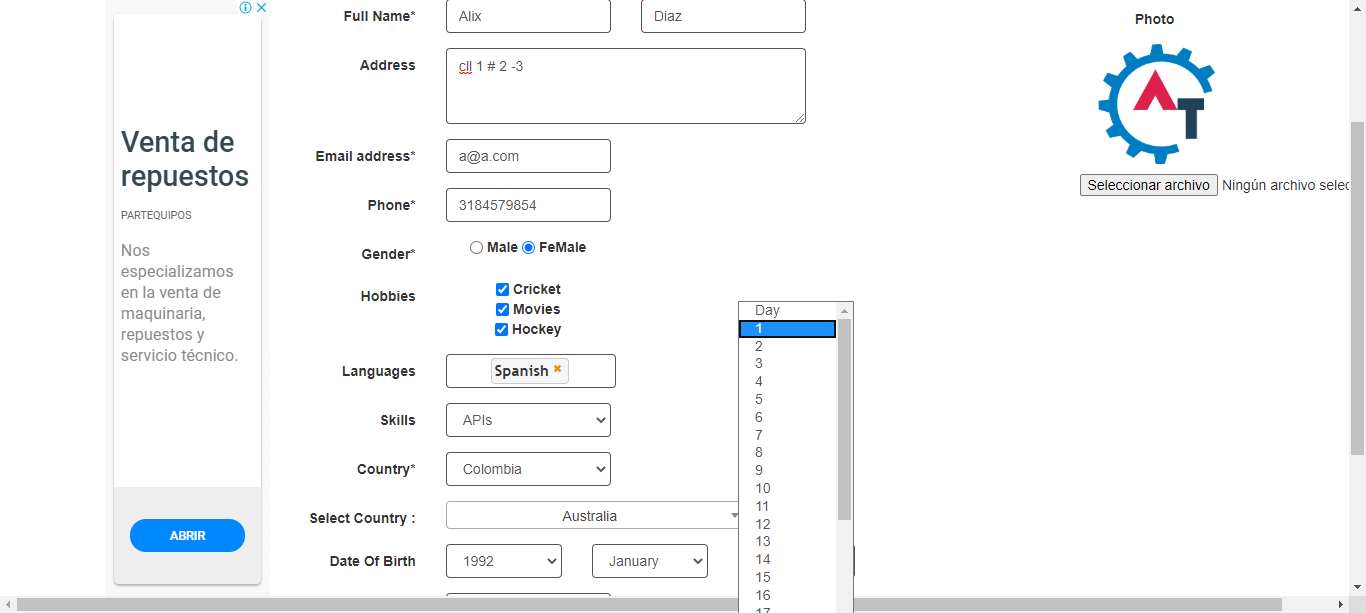 Venta de
repuestos
PARTEQUIPOS
Nos
especializamos
en la venta de
maquinaria,
repuestos y
servicio técnico.
ABRIR
Full Name* Alix Diaz
Address cll 1 # 2 -3
Email address* a@a.com
Phone* 3184579854
Gender* Male FeMale
Hobbies Cricket
Movies
Hockey
Languages Spanish
Skills APIs
Country* Colombia
Select Country : Australia
Date Of Birth 1992 January
Day
1
2
3
4
5
6
7
8
9
10
11
12
13
14
15
16
17
Photo
AT
Seleccionar archivo Ningún archivo selec